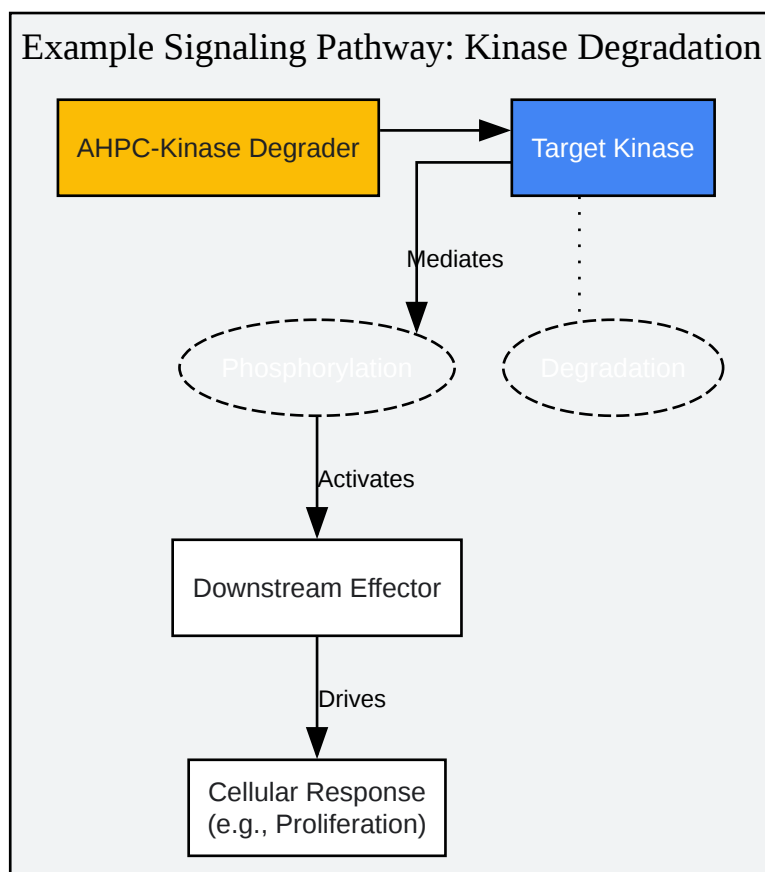 Example Signaling Pathway: Kinase Degradation
AHPC-Kinase Degrader
Target Kinase
Mediates
Phosphorylation
Degradation
Activates
Downstream Effector
Drives
Cellular Response
(e.g., Proliferation)